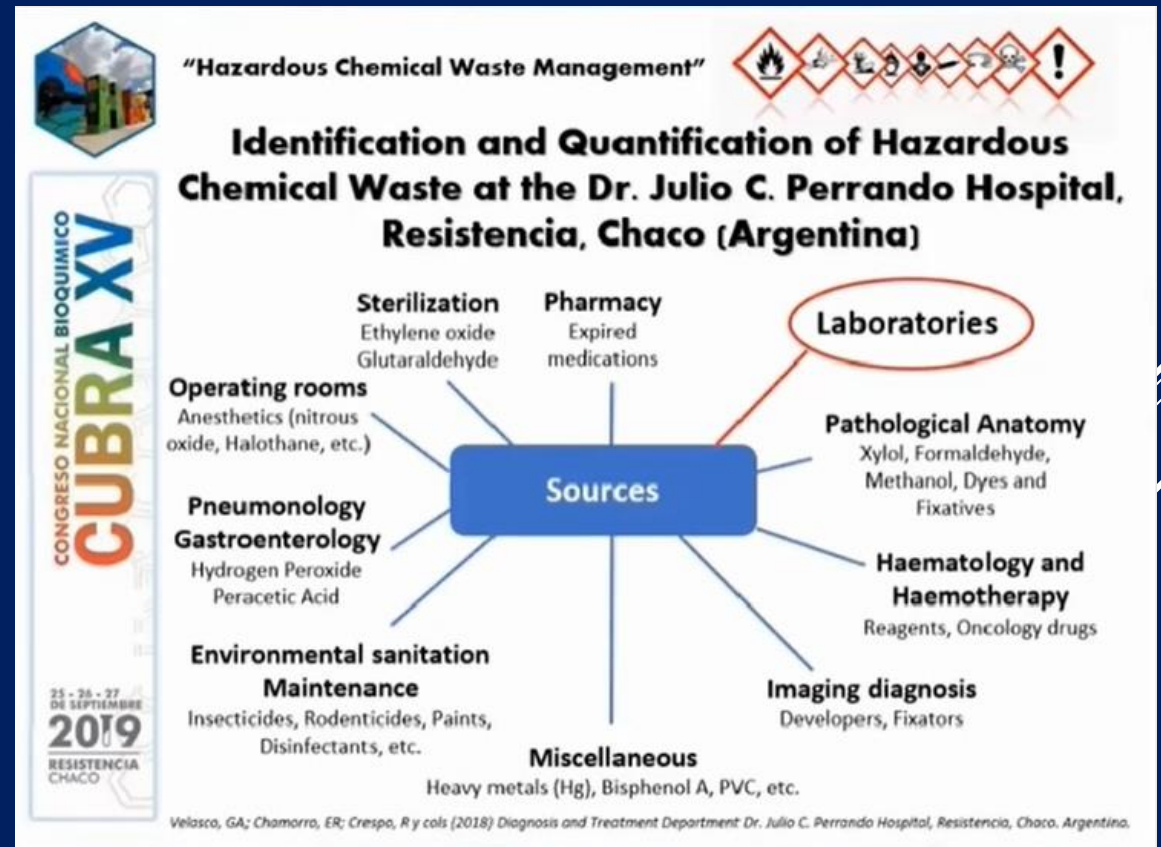 "Hazardous Chemical Waste Management"
Identification and Quantification of Hazardous
Chemical Waste at the Dr. Julio C. Perrando Hospital,
Resistencia, Chaco (Argentina)
CONGRESO NACIONAL BIOQUIMICO
CUBRA XV
25 - 26 - 27
DE SEPTIEMBRE
2019
RESISTENCIA
CHACO
Sterilization
Ethylene oxide
Glutaraldehyde
Pharmacy
Expired
medications
Laboratories
Operating rooms
Anesthetics (nitrous
oxide, Halothane, etc.)
Pathological Anatomy
Xylol, Formaldehyde,
Methanol, Dyes and
Fixatives
Sources
Pneumonology
Gastroenterology
Hydrogen Peroxide
Peracetic Acid
Haematology and
Haemotherapy
Reagents, Oncology drugs
Environmental sanitation
Maintenance
Insecticides, Rodenticides, Paints,
Disinfectants, etc.
Imaging diagnosis
Developers, Fixators
Miscellaneous
Heavy metals (Hg), Bisphenol A, PVC, etc.
Velasco, GA; Chamorro, ER; Crespo, R y cols (2018) Diagnosis and Treatment Department Dr. Julio C. Perrando Hospital, Resistencia, Chaco. Argentina.